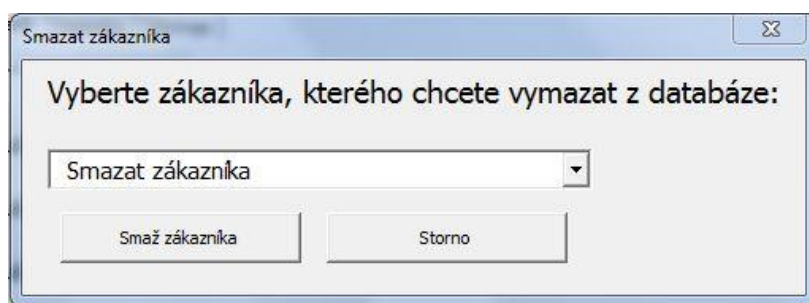 Smazat zákazníka
Vyberte zákazníka, kterého chcete vymazat z databáze:
Smazat zákazníka
Smaž zákazníka
Storno